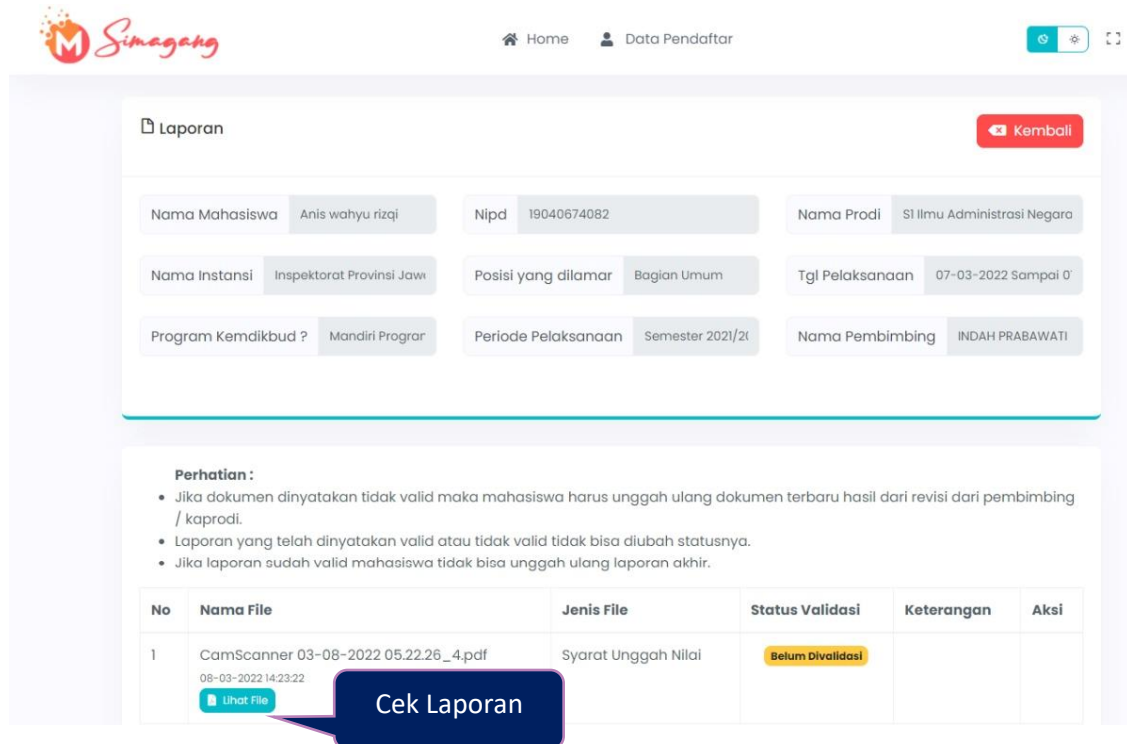 M Simagang
Home Data Pendaftar
Laporan
Kembali
Nama Mahasiswa Anis wahyu rizqi Nipd 19040674082 Nama Prodi S1 Ilmu Administrasi Negara
Nama Instansi Inspektorat Provinsi Jawa Posisi yang dilamar Bagian Umum Tgl Pelaksanaan 07-03-2022 Sampai 0
Program Kemdikbud ? Mandiri Program Periode Pelaksanaan Semester 2021/20 Nama Pembimbing INDAH PRABAWATI
Perhatian :
• Jika dokumen dinyatakan tidak valid maka mahasiswa harus unggah ulang dokumen terbaru hasil dari revisi dari pembimbing
/ kaprodi.
• Laporan yang telah dinyatakan valid atau tidak valid tidak bisa diubah statusnya.
• Jika laporan sudah valid mahasiswa tidak bisa unggah ulang laporan akhir.
No Nama File Jenis File Status Validasi Keterangan Aksi
1 CamScanner 03-08-2022 05.22.26_4.pdf Syarat Unggah Nilai Belum Divalidasi
08-03-2022 14:23:22
Lihat File
Cek Laporan